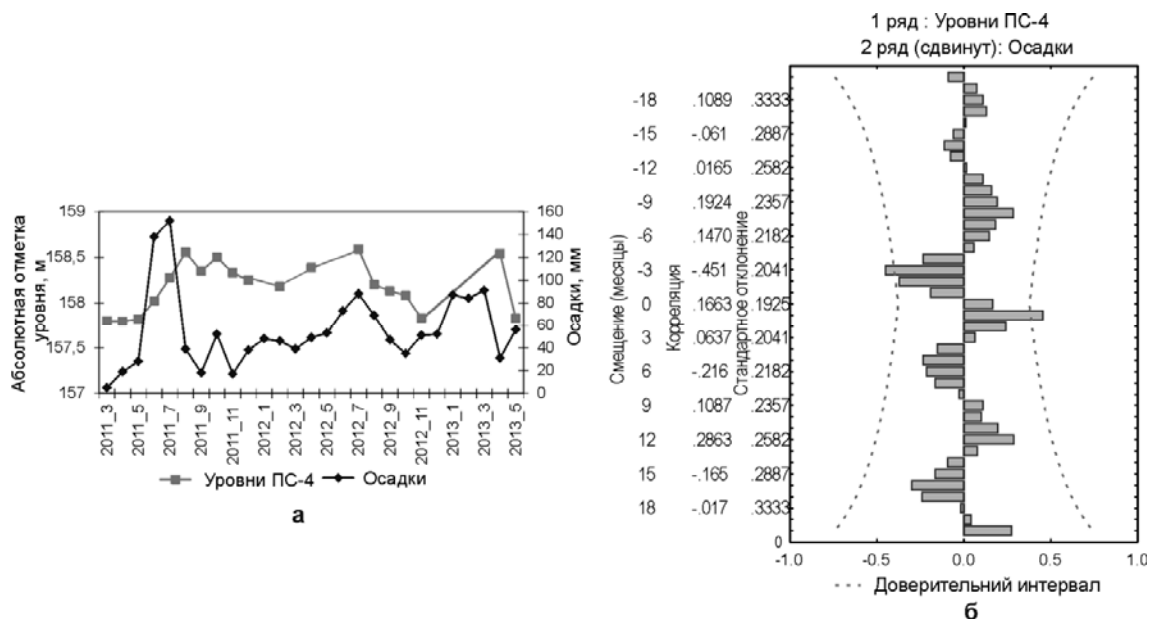 Абсолютная отметка
уровня, м
159
158,5
158
157,5
157
160
140
120
100
80
60
40
20
0
Осадки, мм
2011_3
2011_5
2011_7
2011_9
2011_11
2012_1
2012_3
2012_5
2012_7
2012_9
2012_11
2013_1
2013_3
2013_5
Уровни ПС-4 Осадки
а
1 ряд : Уровни ПС-4
2 ряд (сдвинут): Осадки
Смещение (месяцы)
Корреляция
Стандартное отклонение
-18 .1089 .3333
-15 -.061 .2887
-12 .0165 .2582
-9 .1924 .2357
-6 .1470 .2182
-3 -.451 .2041
0 .1663 .1925
3 .0637 .2041
6 -.216 .2182
9 .1087 .2357
12 .2863 .2582
15 -.165 .2887
18 -.017 .3333
0
-1.0 -0.5 0.0 0.5 1.0
Доверительний интервал
б